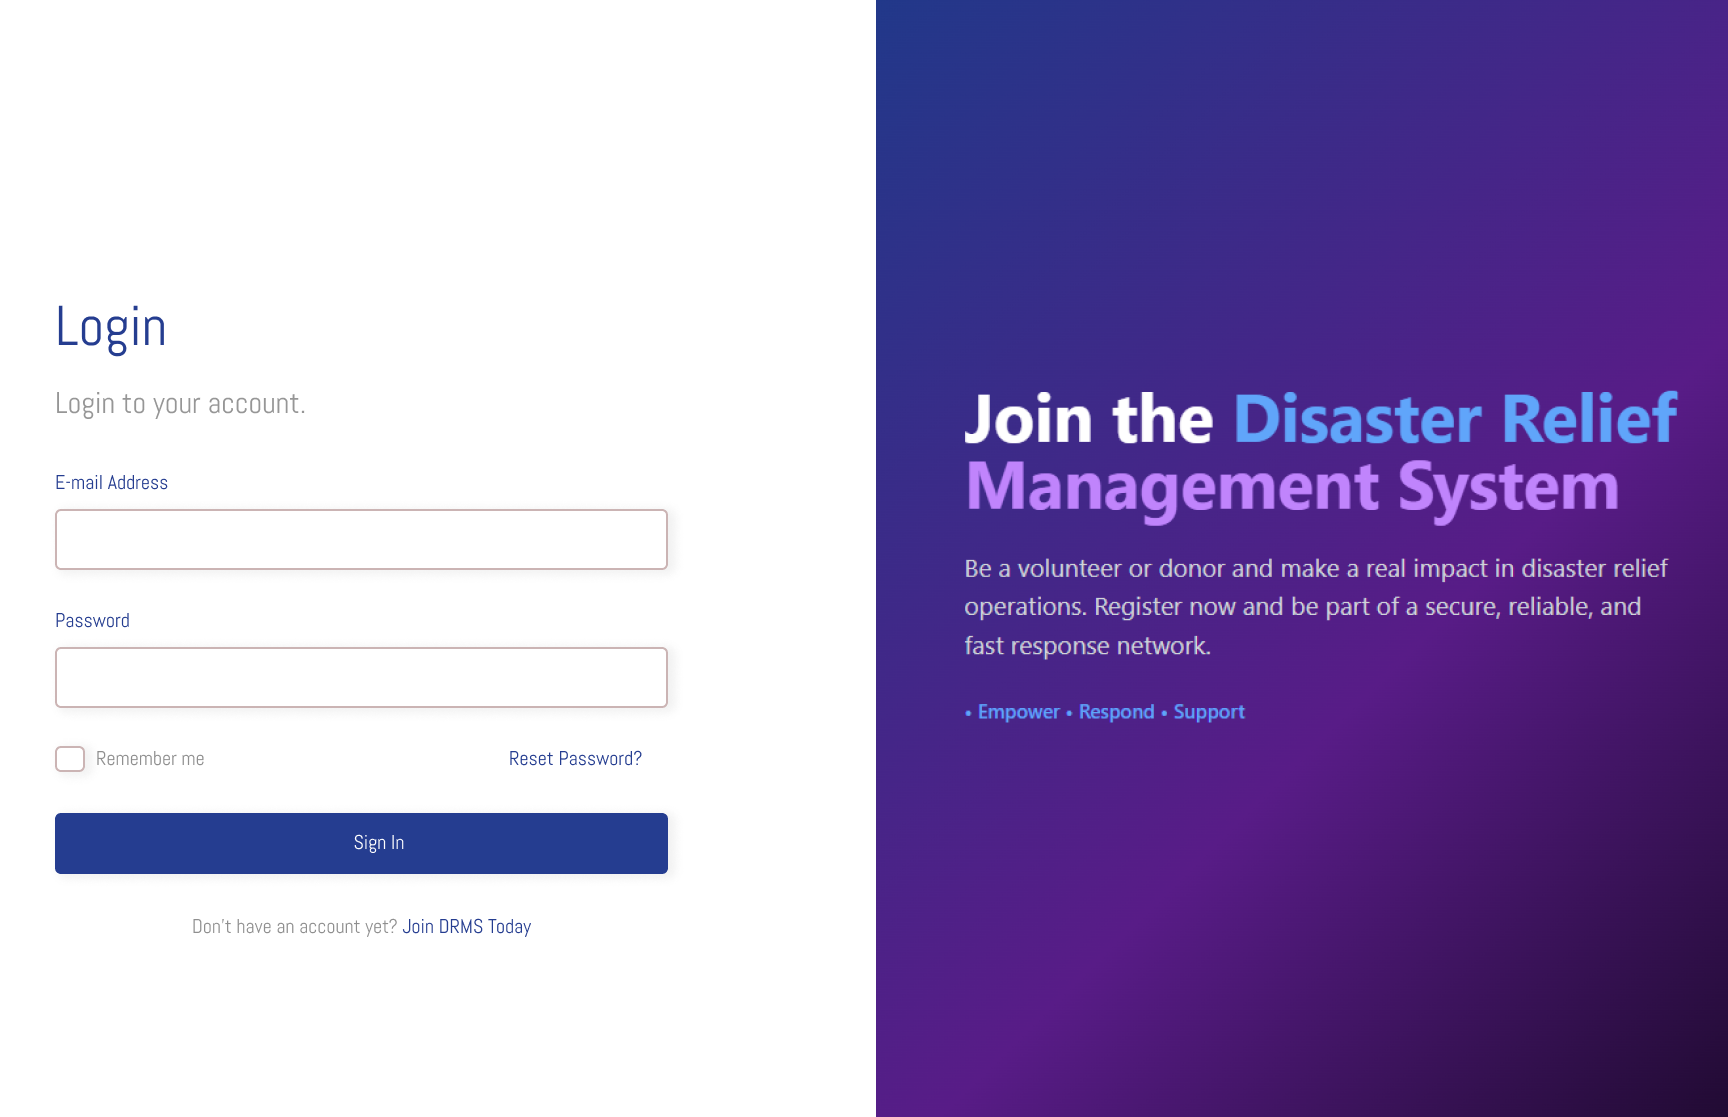 Login
Login to your account.
E-mail Address
Password
Remember me
Reset Password?
Sign In
Don't have an account yet? Join DRMS Today
Join the Disaster Relief
Management System
Be a volunteer or donor and make a real impact in disaster relief
operations. Register now and be part of a secure, reliable, and
fast response network.
• Empower • Respond • Support